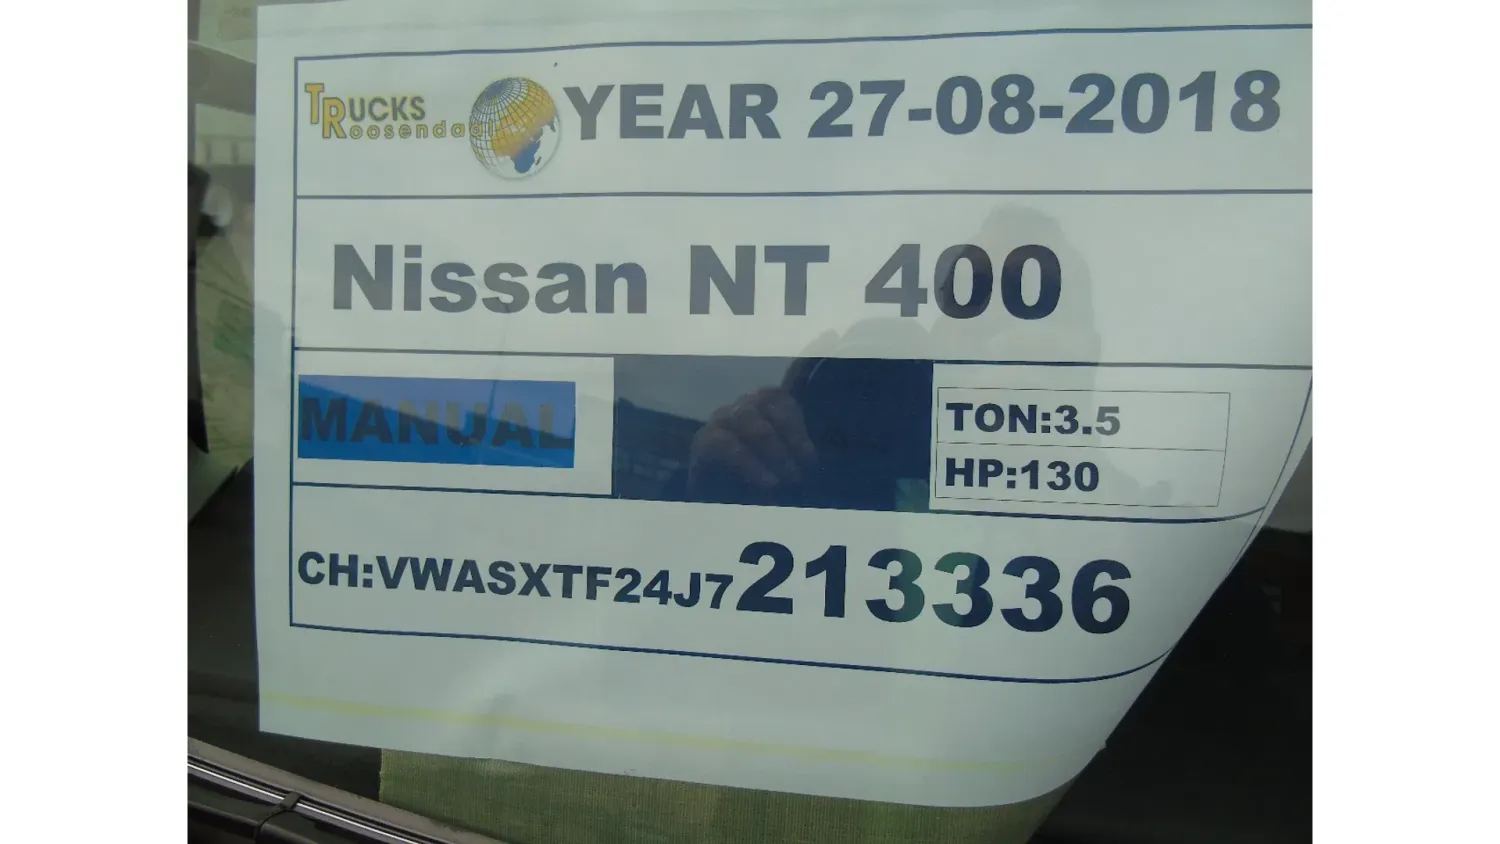 TRUCKS
Roosendaal
YEAR 27-08-2018
Nissan NT 400
MANUAL
TON:3.5
HP:130
CH:VWASXTF24J7213336